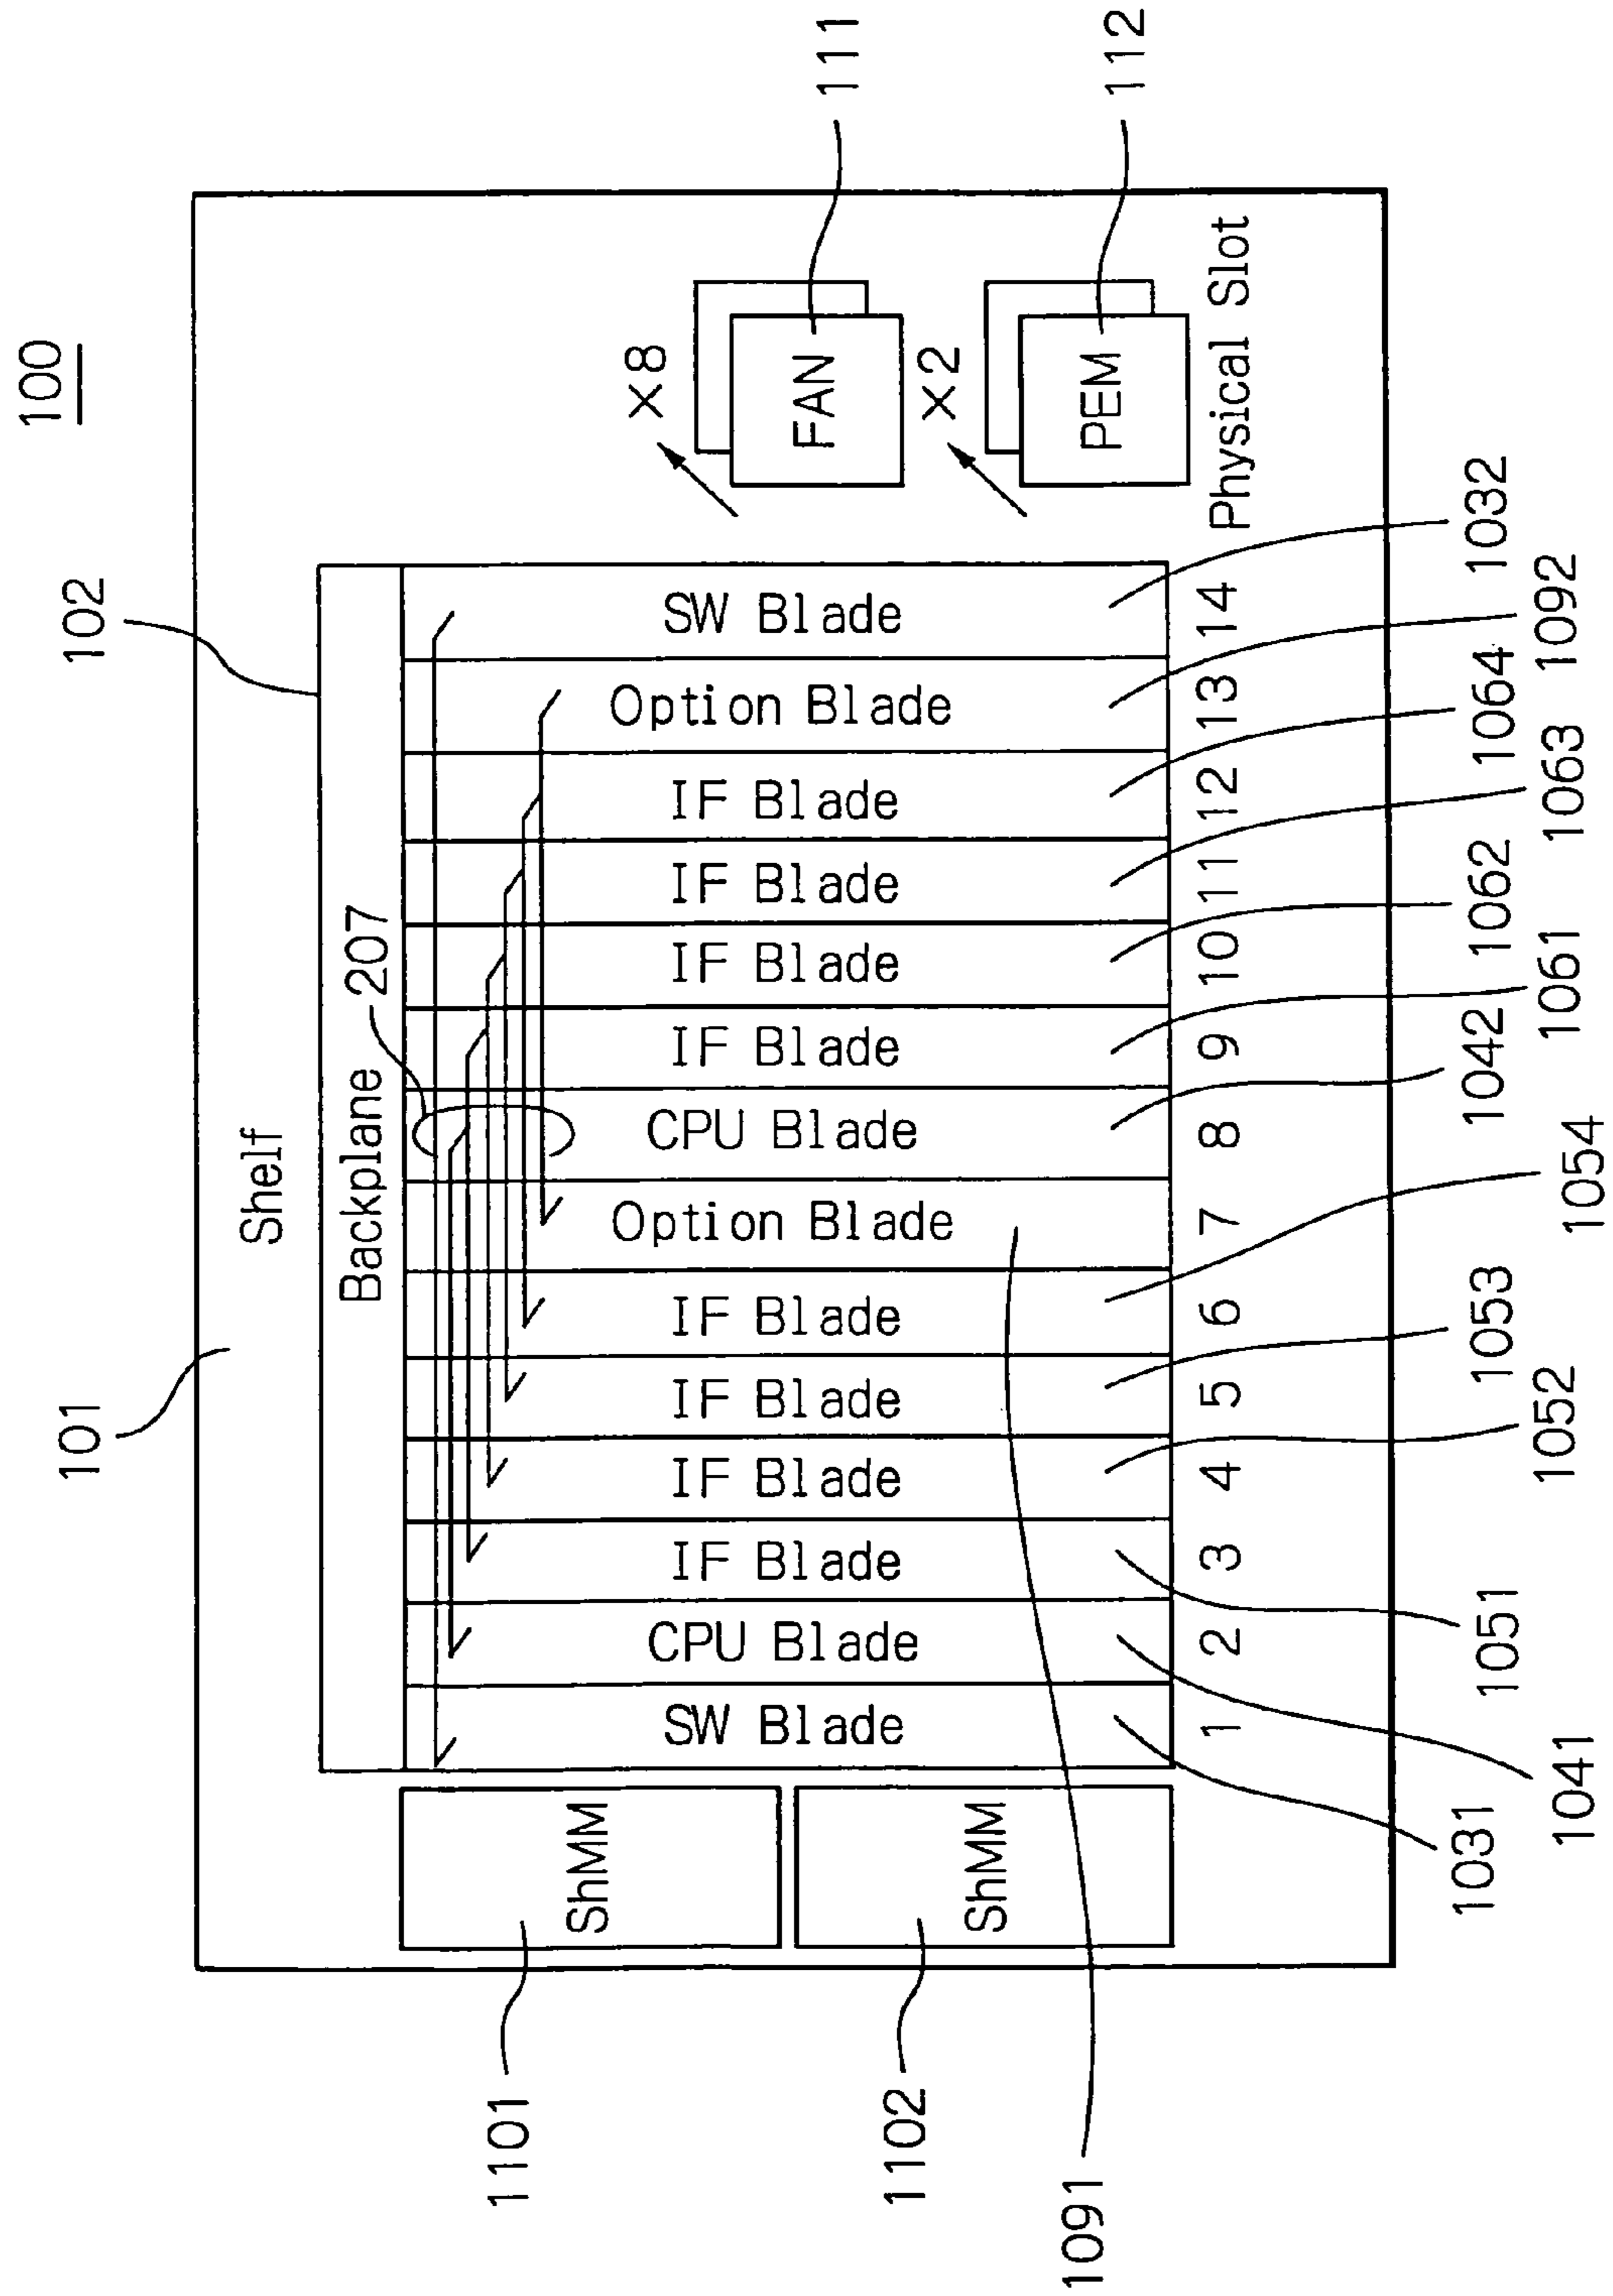 100
101
102
Shelf
Backplane
207
ShMM
ShMM
1101
1102
SW Blade
CPU Blade
IF Blade
IF Blade
IF Blade
IF Blade
Option Blade
CPU Blade
IF Blade
IF Blade
IF Blade
IF Blade
Option Blade
SW Blade
×8
FAN
111
×2
PEM
112
1 2 3 4 5 6 7 8 9 10 11 12 13 14
Physical Slot
1091
1031
1041
1051
1052
1053
1054
1042
1061
1062
1063
1064
1092
1032